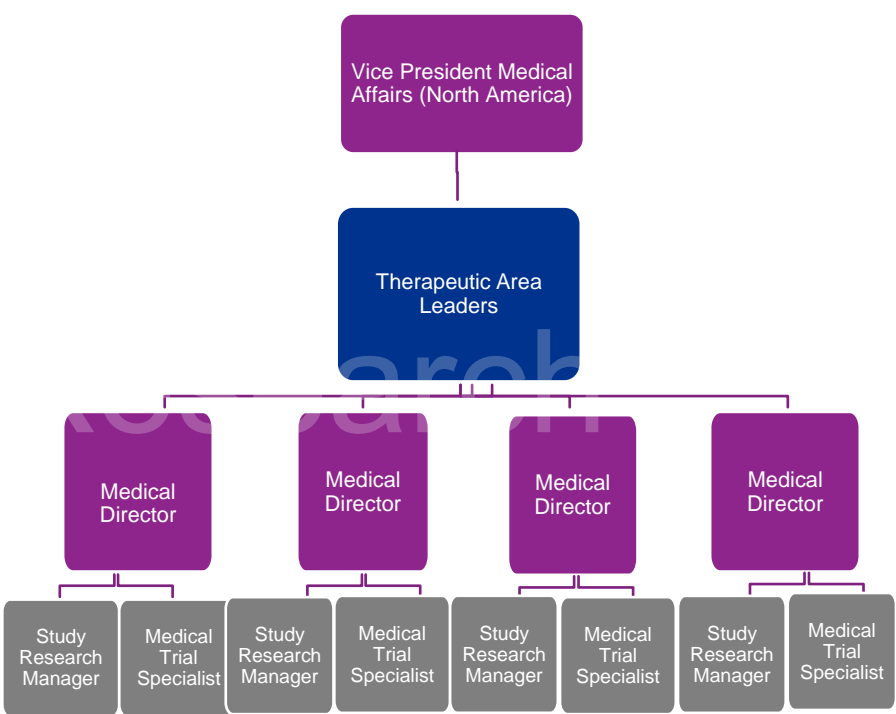 Vice President Medical
Affairs (North America)
Therapeutic Area
Leaders
Research
Medical
Director
Medical
Director
Medical
Director
Medical
Director
Study
Research
Manager
Medical
Trial
Specialist
Study
Research
Manager
Medical
Trial
Specialist
Study
Research
Manager
Medical
Trial
Specialist
Study
Research
Manager
Medical
Trial
Specialist